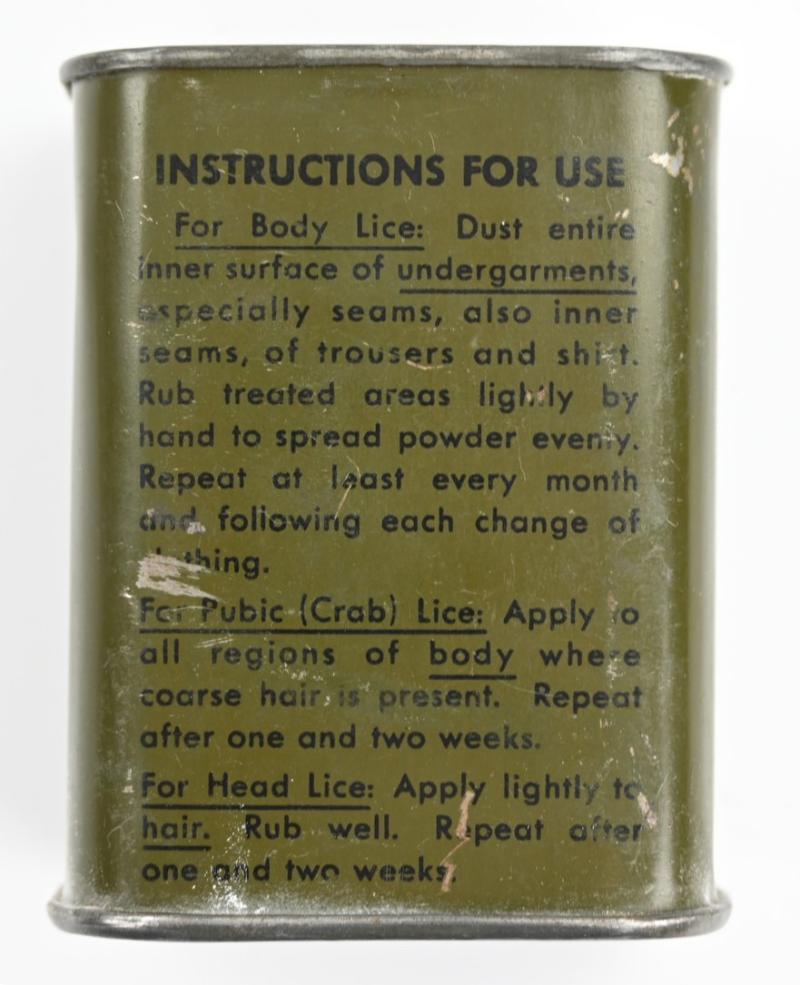 INSTRUCTIONS FOR USE
For Body Lice: Dust entire
inner surface of undergarments,
especially seams, also inner
seams, of trousers and shirt.
Rub treated areas lightly by
hand to spread powder evenly.
Repeat at least every month
and following each change of
clothing.
For Pubic (Crab) Lice: Apply to
all regions of body where
coarse hair is present. Repeat
after one and two weeks.
For Head Lice: Apply lightly to
hair. Rub well. Repeat after
one and two weeks.